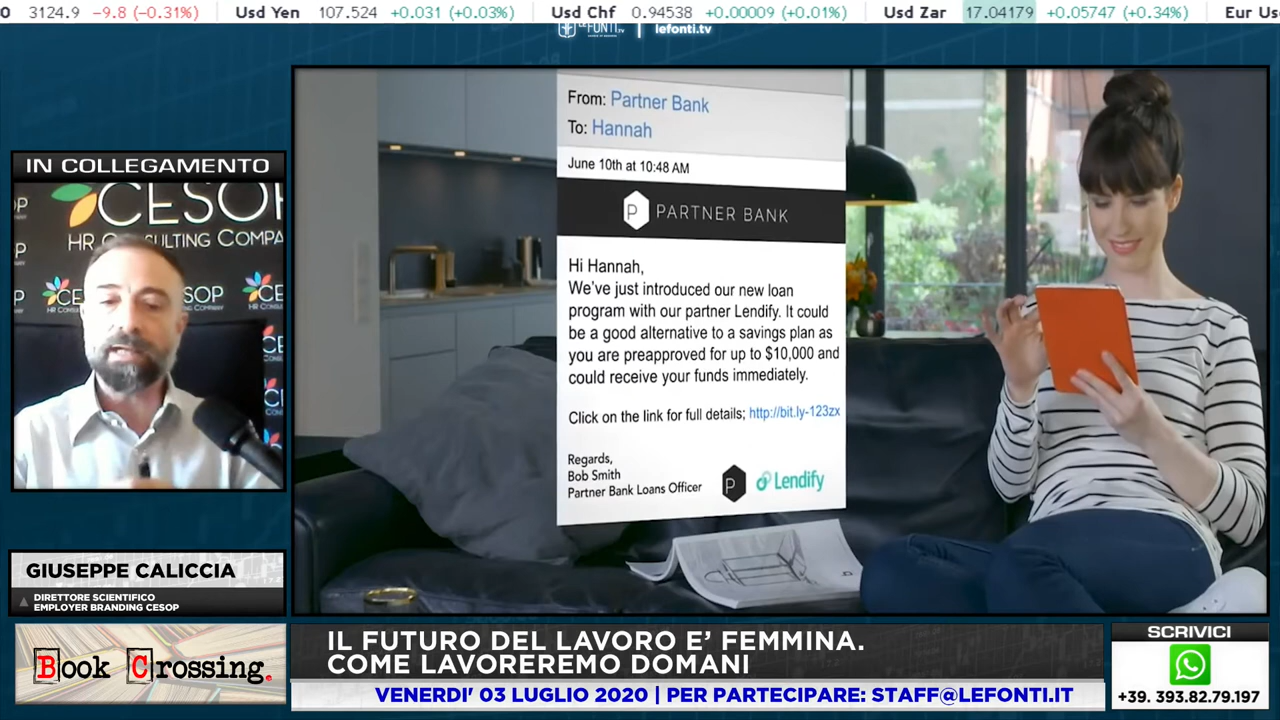 3124.9 -9.8 (-0.31%) Usd Yen 107.524 +0.031 (+0.03%) Usd Chf 0.94538 +0.00009 (+0.01%) Usd Zar 17.04179 +0.05747 (+0.34%) Eur
lefonti.tv
IN COLLEGAMENTO
CESOP
HR CONSULTING COMPA
From: Partner Bank
To: Hannah
June 10th at 10:48 AM
P PARTNER BANK
Hi Hannah,
We've just introduced our new loan
program with our partner Lendify. It could
be a good alternative to a savings plan as
you are preapproved for up to $10,000 and
could receive your funds immediately.
Click on the link for full details; http://bit.ly-123zx
Regards,
Bob Smith
Partner Bank Loans Officer
P Lendify
GIUSEPPE CALICCIA
DIRETTORE SCIENTIFICO
EMPLOYER BRANDING CESOP
Book Crossing.
IL FUTURO DEL LAVORO E' FEMMINA.
COME LAVOREREMO DOMANI
VENERDI' 03 LUGLIO 2020 | PER PARTECIPARE: STAFF@LEFONTI.IT
SCRIVICI
+39. 393.82.79.197